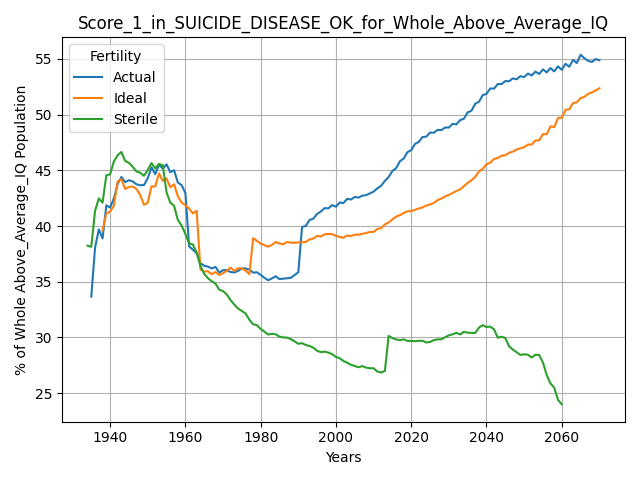 Score_1_in_SUICIDE_DISEASE_OK_for_Whole_Above_Average_IQ
Fertility
Actual
Ideal
Sterile
% of Whole Above_Average_IQ Population
55
50
45
40
35
30
25
1940 1960 1980 2000 2020 2040 2060
Years